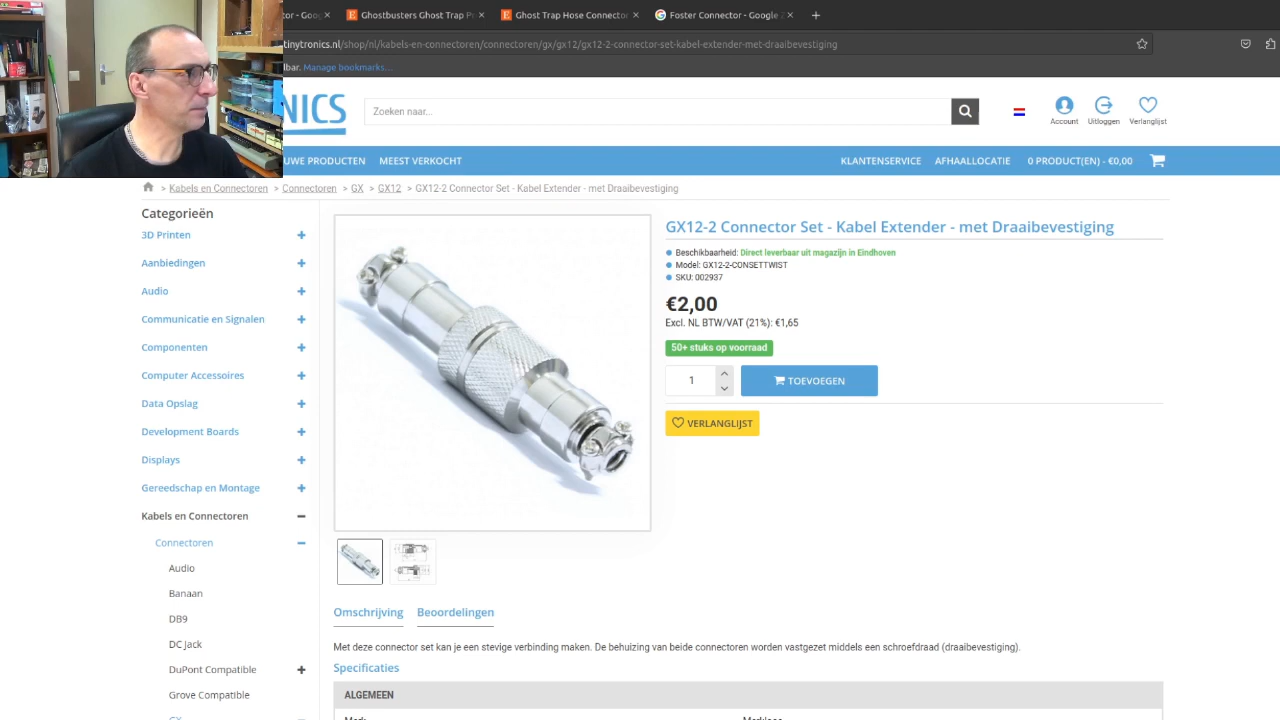 tor - Goog
Ghostbusters Ghost Trap Pr
Ghost Trap Hose Connector
Foster Connector - Google
tinytronics.nl/shop/nl/kabels-en-connectoren/connectoren/gx/gx12/gx12-2-connector-set-kabel-extender-met-draaibevestiging
lbar. Manage bookmarks...
NICS
Zoeken naar...
Account
Uitloggen
Verlanglijst
UWE PRODUCTEN
MEEST VERKOCHT
KLANTENSERVICE
AFHAALLOCATIE
0 PRODUCT(EN) - €0,00
> Kabels en Connectoren > Connectoren > GX > GX12 > GX12-2 Connector Set - Kabel Extender - met Draaibevestiging
Categorieën
3D Printen
Aanbiedingen
Audio
Communicatie en Signalen
Componenten
Computer Accessoires
Data Opslag
Development Boards
Displays
Gereedschap en Montage
Kabels en Connectoren
Connectoren
Audio
Banaan
DB9
DC Jack
DuPont Compatible
Grove Compatible
GX
GX12-2 Connector Set - Kabel Extender - met Draaibevestiging
Beschikbaarheid: Direct leverbaar uit magazijn in Eindhoven
Model: GX12-2-CONSETTWIST
SKU: 002937
€2,00
Excl. NL BTW/VAT (21%): €1,65
50+ stuks op voorraad
1
TOEVOEGEN
VERLANGLIJST
Omschrijving
Beoordelingen
Met deze connector set kan je een stevige verbinding maken. De behuizing van beide connectoren worden vastgezet middels een schroefdraad (draaibevestiging).
Specificaties
ALGEMEEN